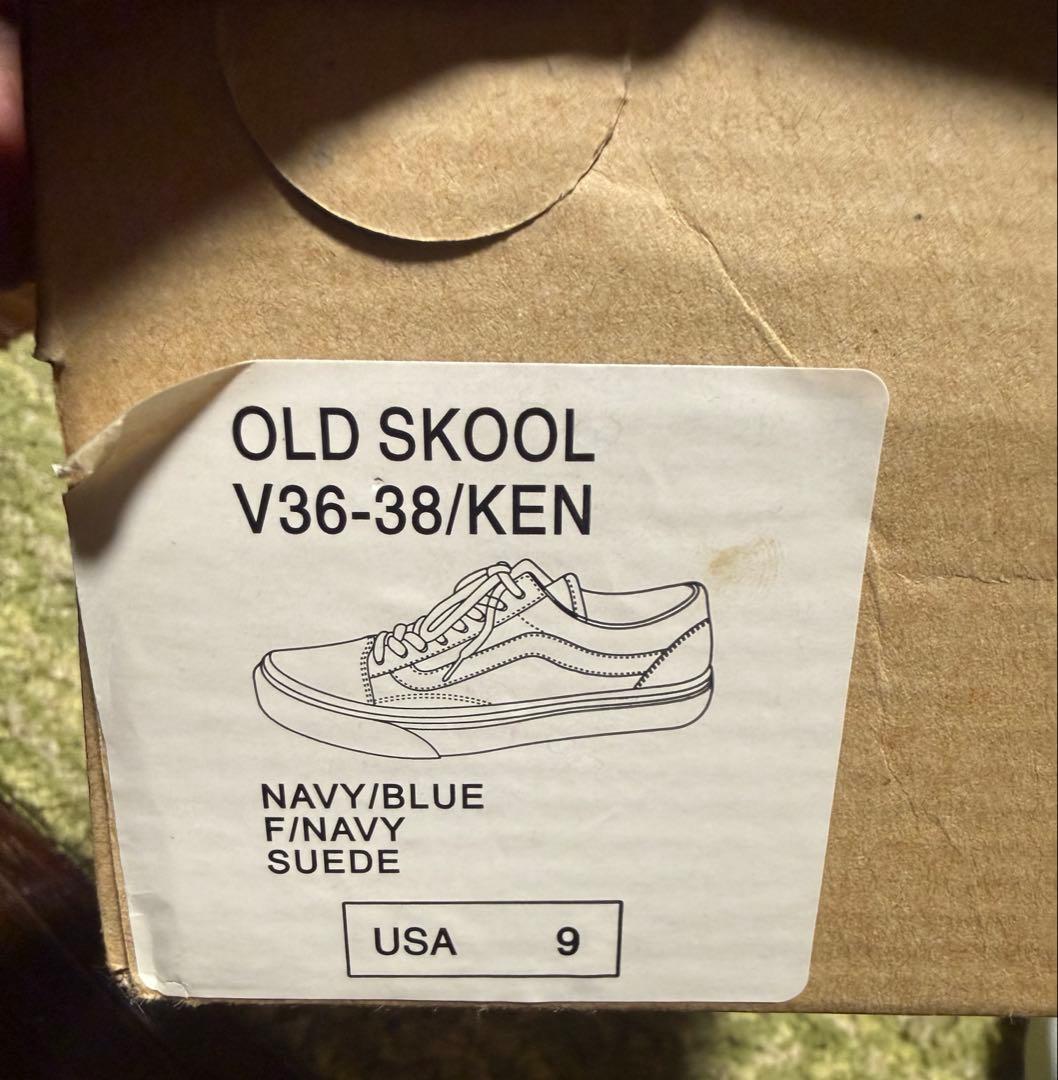 OLD SKOOL
V36-38/KEN
NAVY/BLUE
F/NAVY
SUEDE
USA 9